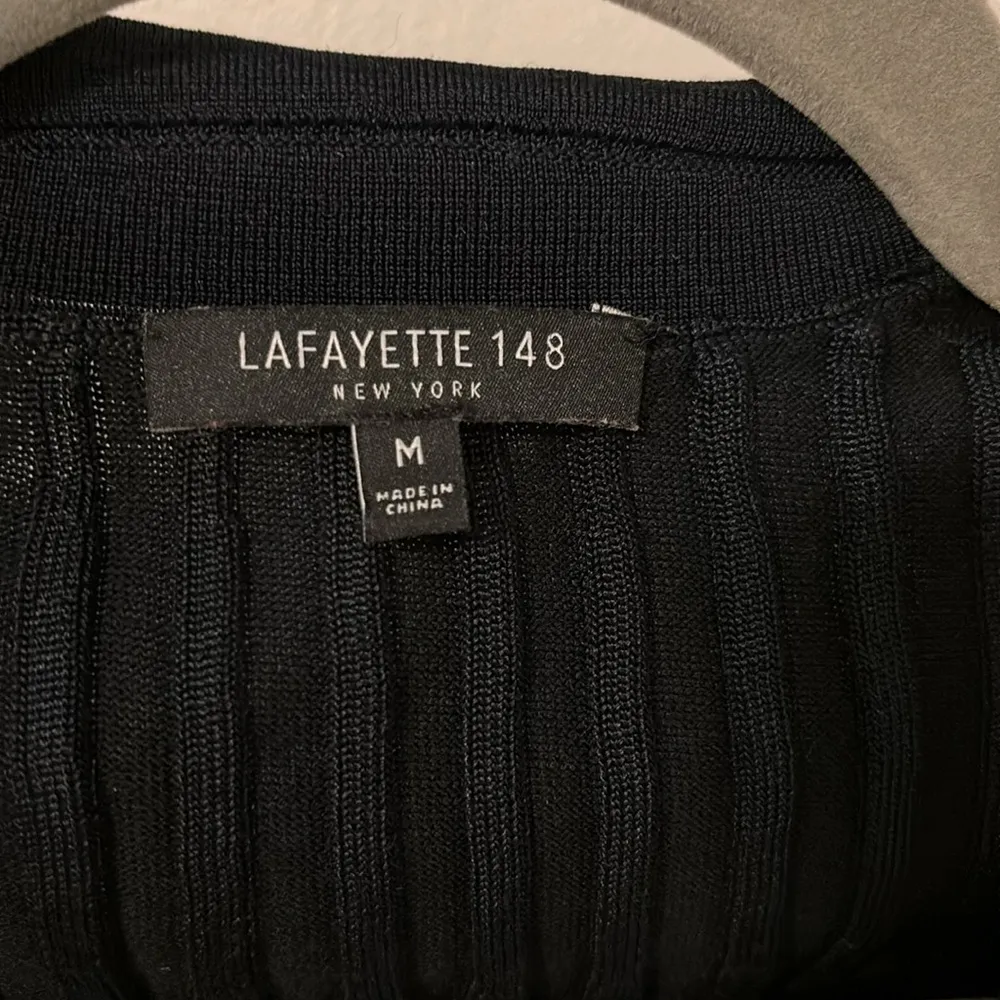 LAFAYETTE 148
NEW YORK
M
MADE IN
CHINA